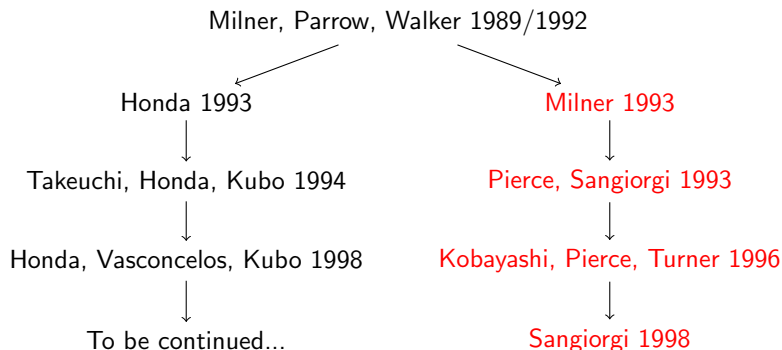 Milner, Parrow, Walker 1989/1992
Honda 1993
Milner 1993
Takeuchi, Honda, Kubo 1994
Pierce, Sangiorgi 1993
Honda, Vasconcelos, Kubo 1998
Kobayashi, Pierce, Turner 1996
To be continued...
Sangiorgi 1998